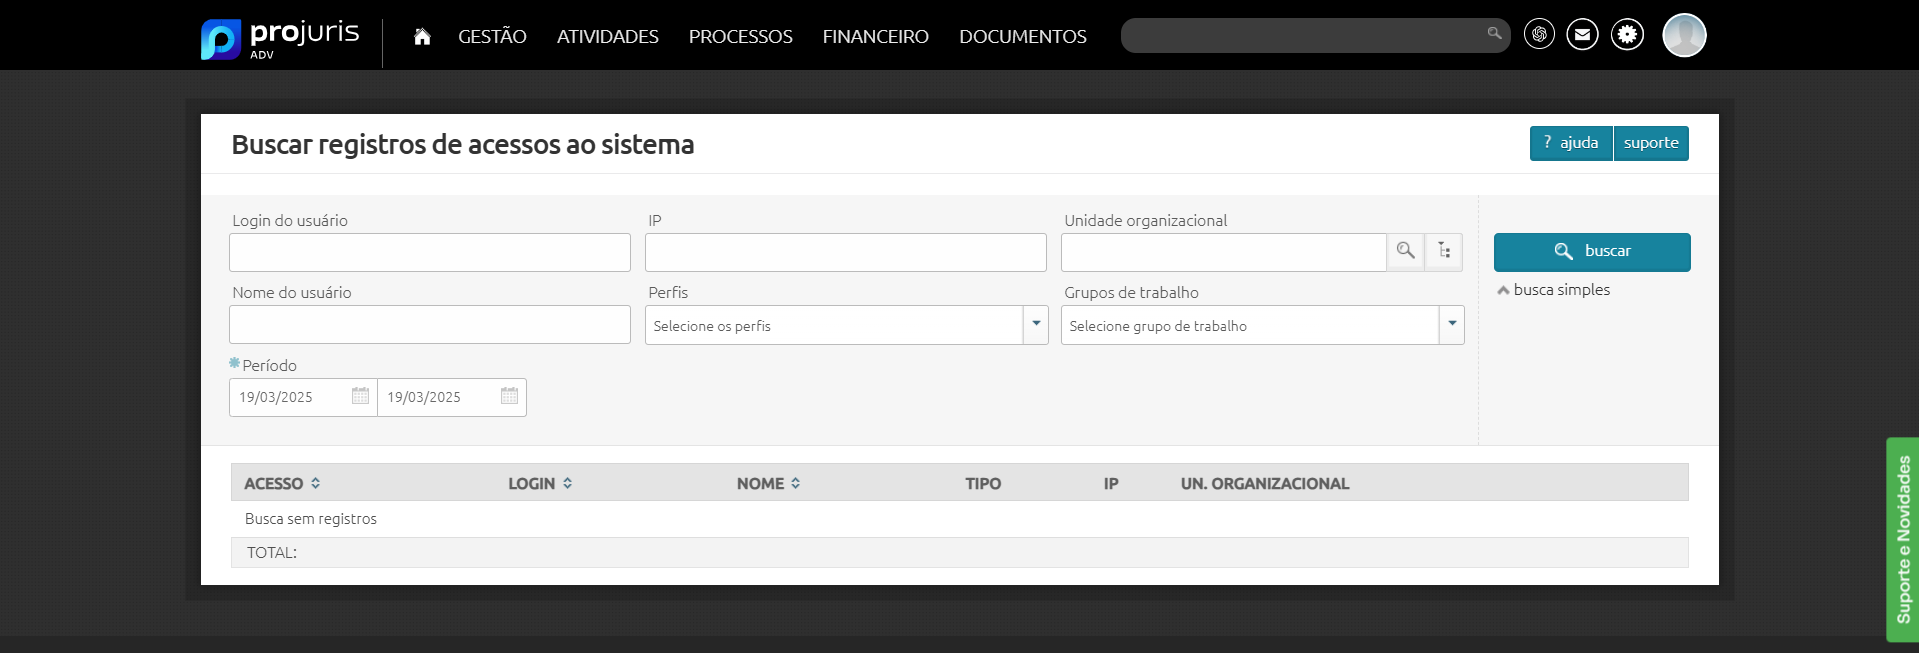 projuris
ADV
GESTÃO ATIVIDADES PROCESSOS FINANCEIRO DOCUMENTOS
Buscar registros de acessos ao sistema
? ajuda suporte
Login do usuário IP Unidade organizacional
buscar
Nome do usuário Perfis Grupos de trabalho
busca simples
Selecione os perfis Selecione grupo de trabalho
Período
19/03/2025 19/03/2025
ACESSO LOGIN NOME TIPO IP UN. ORGANIZACIONAL
Busca sem registros
TOTAL:
Suporte e Novidades